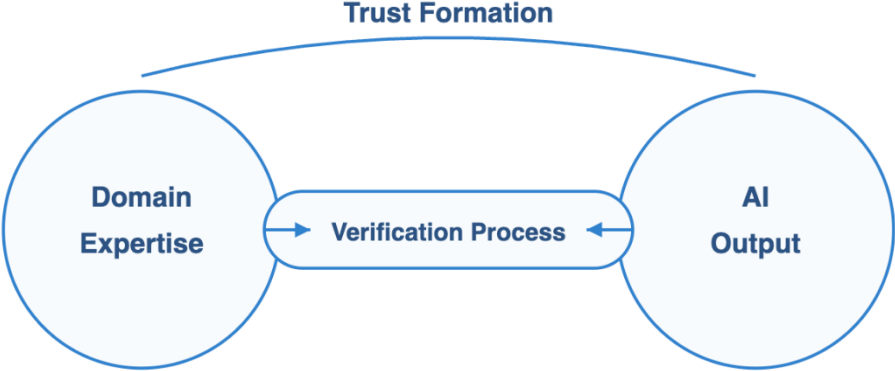 Trust Formation
Domain
Expertise
Verification Process
AI
Output